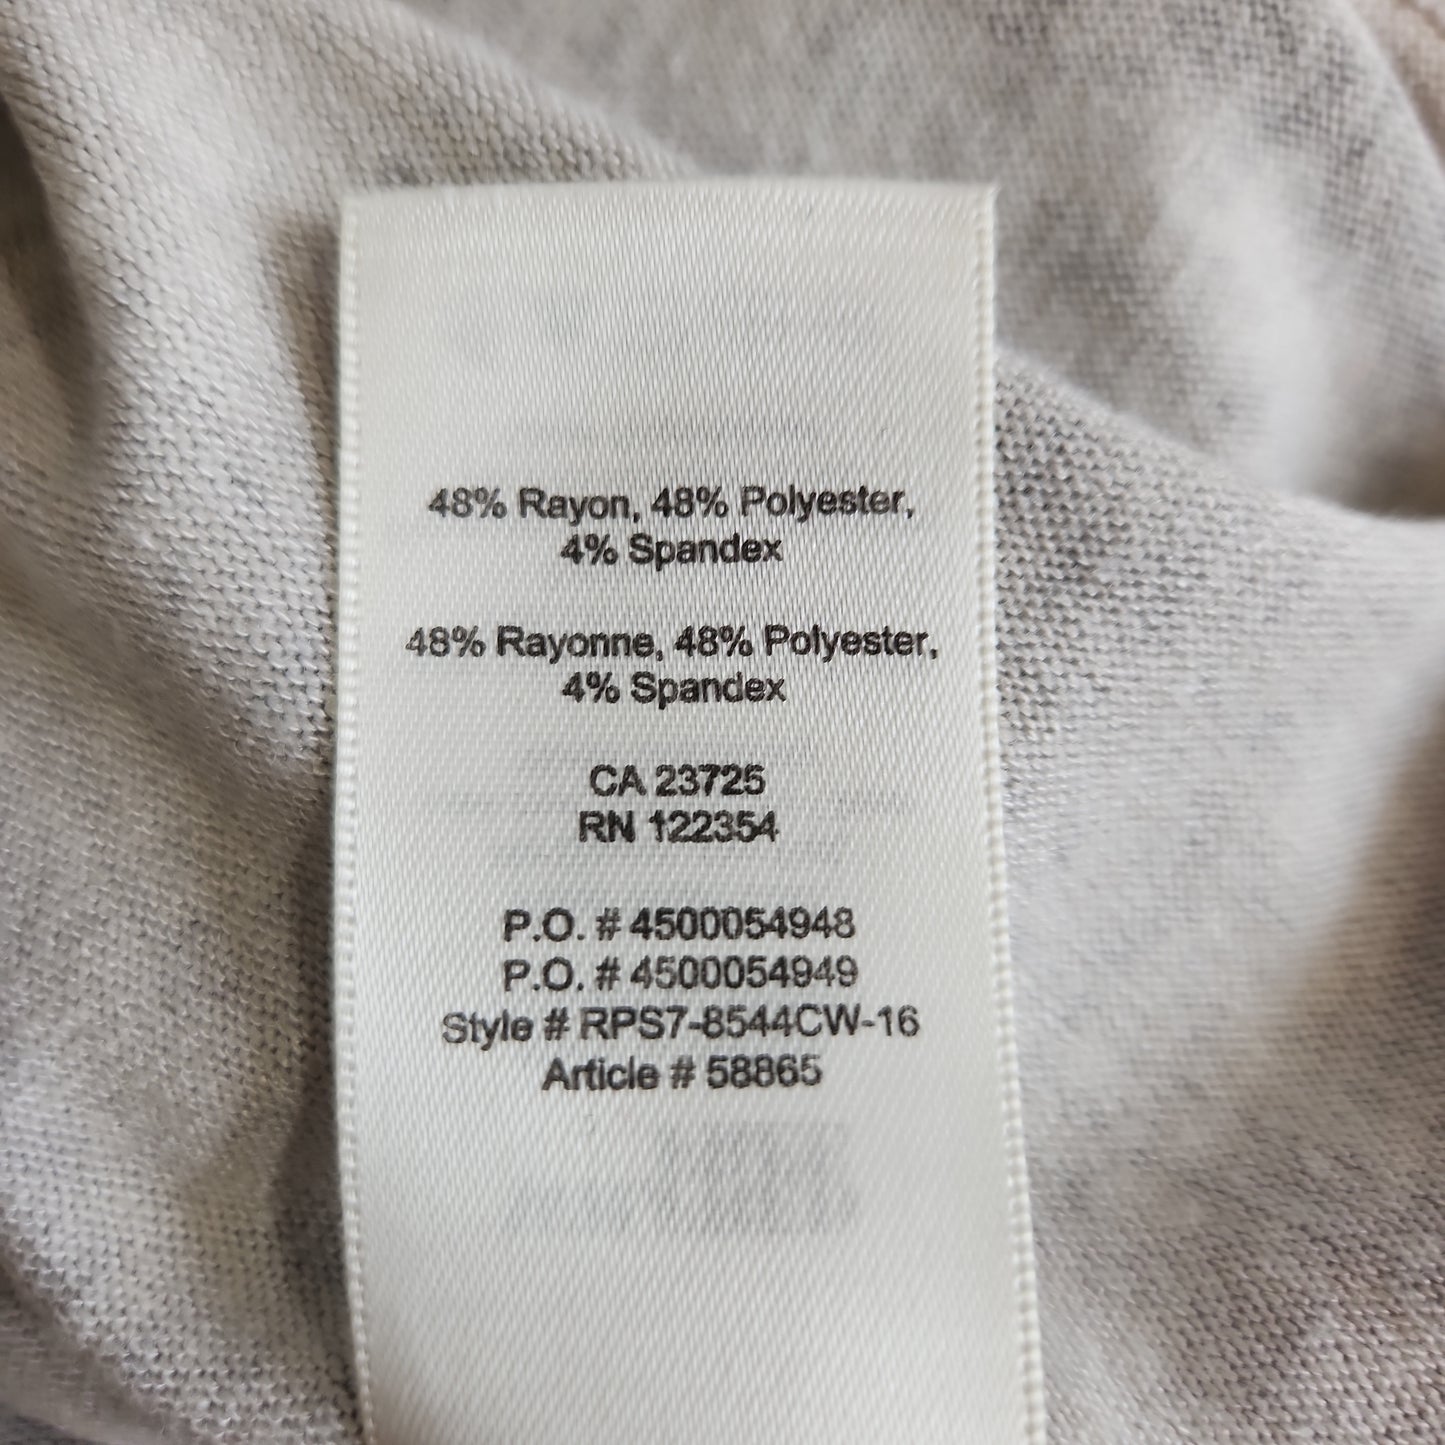 48% Rayon, 48% Polyester,
4% Spandex
48% Rayonne, 48% Polyester,
4% Spandex
CA 23725
RN 122354
P.O. # 4500054948
P.O. # 4500054949
Style # RPS7-8544CW-16
Article # 58865